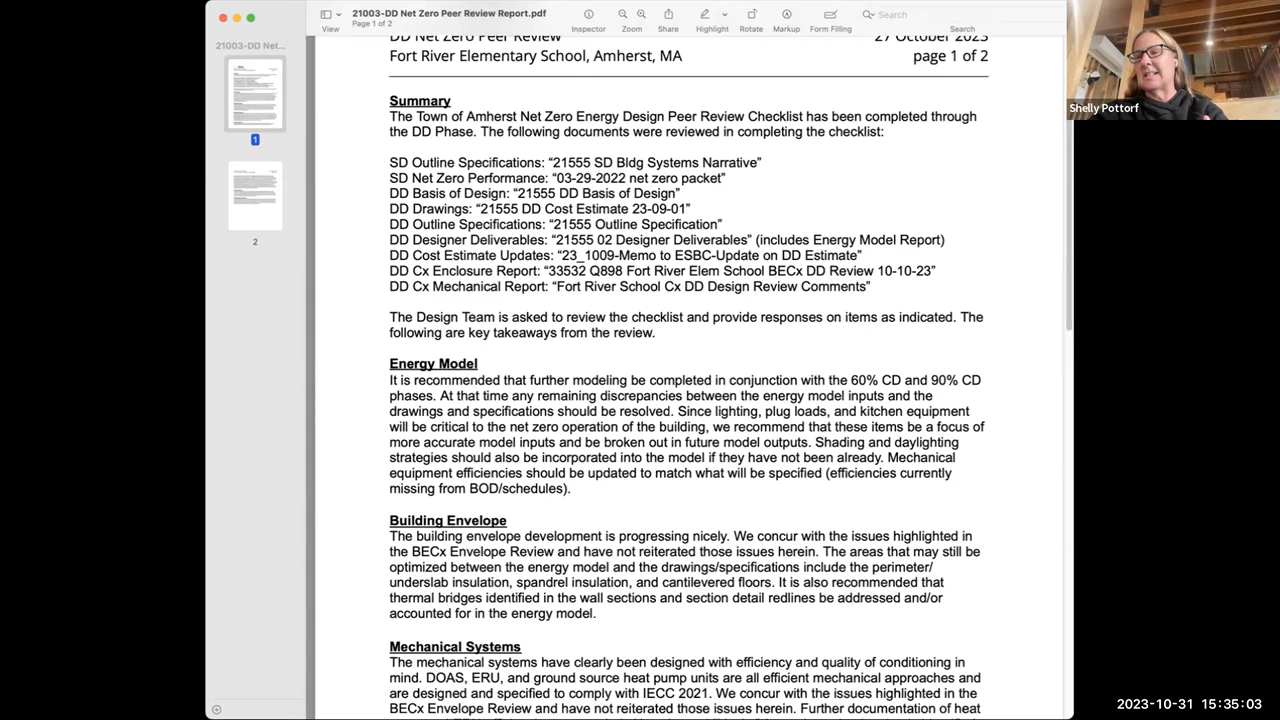 21003-DD Net Zero Peer Review Report.pdf
Page 1 of 2
View
Inspector
Zoom
Share
Highlight
Rotate
Markup
Form Filling
Search
Search
21003-DD Net...
1
2
DD Net Zero Peer Review 27 October 2023
Fort River Elementary School, Amherst, MA page 1 of 2
Summary
The Town of Amherst Net Zero Energy Design Peer Review Checklist has been completed through
the DD Phase. The following documents were reviewed in completing the checklist:
SD Outline Specifications: “21555 SD Bldg Systems Narrative”
SD Net Zero Performance: “03-29-2022 net zero packet”
DD Basis of Design: “21555 DD Basis of Design”
DD Drawings: “21555 DD Cost Estimate 23-09-01”
DD Outline Specifications: “21555 Outline Specification”
DD Designer Deliverables: “21555 02 Designer Deliverables” (includes Energy Model Report)
DD Cost Estimate Updates: “23_1009-Memo to ESBC-Update on DD Estimate”
DD Cx Enclosure Report: “33532 Q898 Fort River Elem School BECx DD Review 10-10-23”
DD Cx Mechanical Report: “Fort River School Cx DD Design Review Comments”
The Design Team is asked to review the checklist and provide responses on items as indicated. The
following are key takeaways from the review.
Energy Model
It is recommended that further modeling be completed in conjunction with the 60% CD and 90% CD
phases. At that time any remaining discrepancies between the energy model inputs and the
drawings and specifications should be resolved. Since lighting, plug loads, and kitchen equipment
will be critical to the net zero operation of the building, we recommend that these items be a focus of
more accurate model inputs and be broken out in future model outputs. Shading and daylighting
strategies should also be incorporated into the model if they have not been already. Mechanical
equipment efficiencies should be updated to match what will be specified (efficiencies currently
missing from BOD/schedules).
Building Envelope
The building envelope development is progressing nicely. We concur with the issues highlighted in
the BECx Envelope Review and have not reiterated those issues herein. The areas that may still be
optimized between the energy model and the drawings/specifications include the perimeter/
underslab insulation, spandrel insulation, and cantilevered floors. It is also recommended that
thermal bridges identified in the wall sections and section detail redlines be addressed and/or
accounted for in the energy model.
Mechanical Systems
The mechanical systems have clearly been designed with efficiency and quality of conditioning in
mind. DOAS, ERU, and ground source heat pump units are all efficient mechanical approaches and
are designed and specified to comply with IECC 2021. We concur with the issues highlighted in the
BECx Envelope Review and have not reiterated those issues herein. Further documentation of heat
Shelly Pottorf
2023-10-31 15:35:03